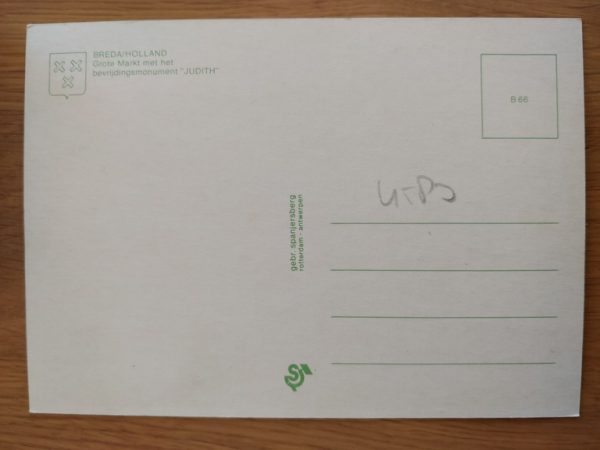 BREDA/HOLLAND
Grote Markt met het
bevrijdingsmonument "JUDITH"
B 66
gebr. spanjersberg
rotterdam - antwerpen